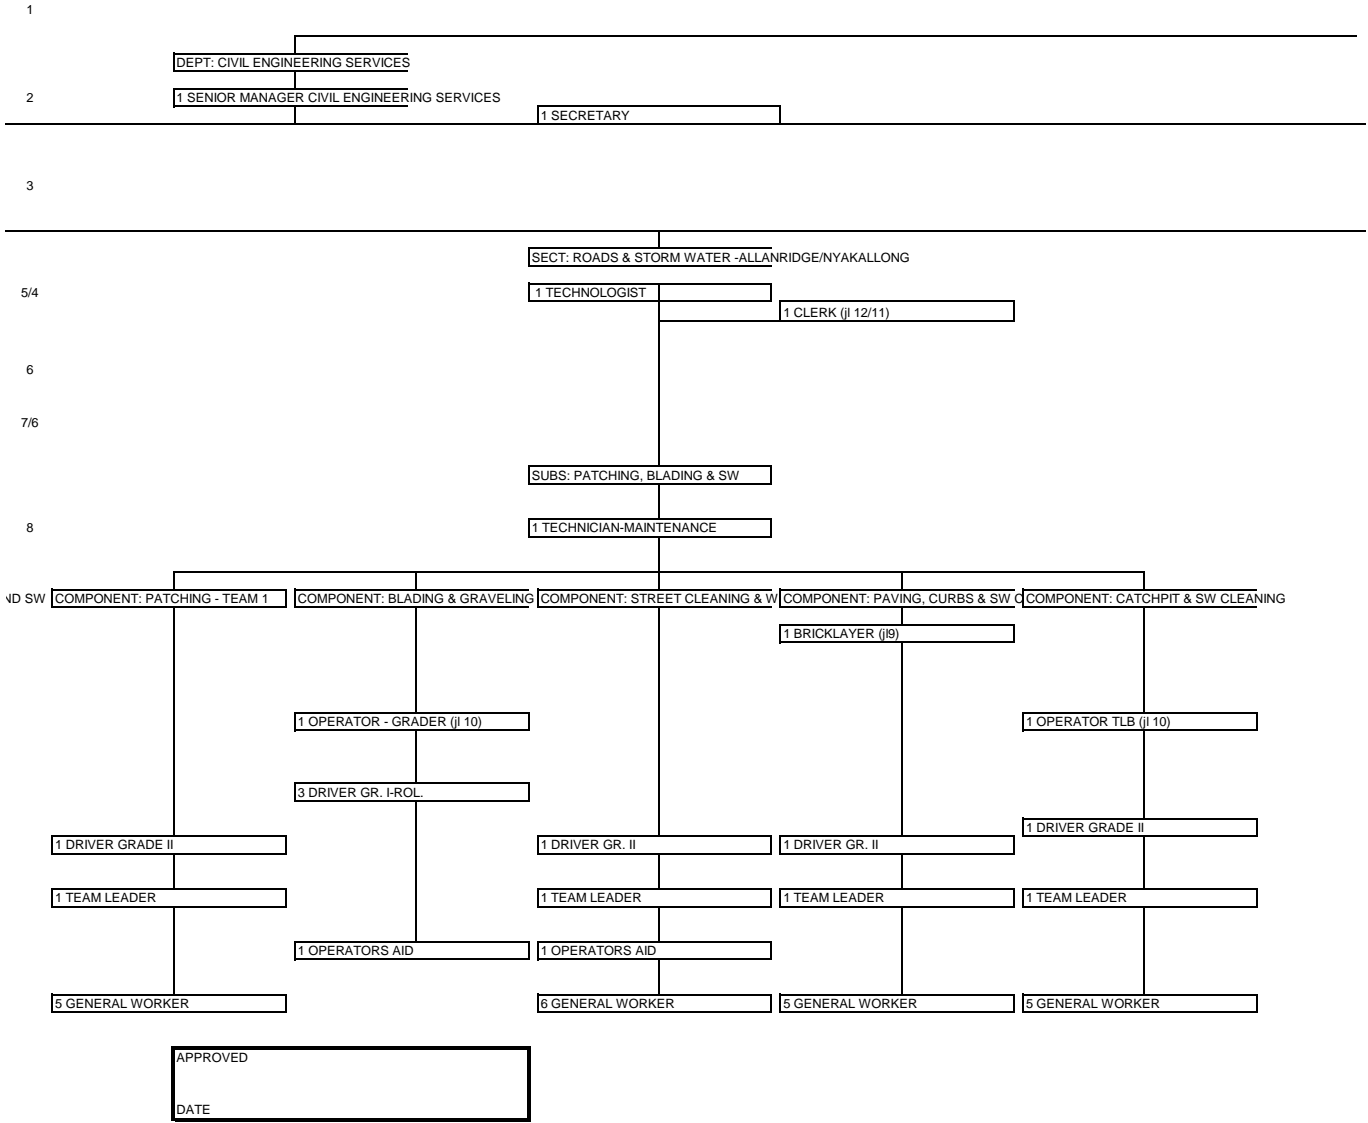 1
DEPT: CIVIL ENGINEERING SERVICES
2
1 SENIOR MANAGER CIVIL ENGINEERING SERVICES
1 SECRETARY
3
SECT: ROADS & STORM WATER -ALLANRIDGE/NYAKALLONG
5/4
1 TECHNOLOGIST
1 CLERK (jl 12/11)
6
7/6
SUBS: PATCHING, BLADING & SW
8
1 TECHNICIAN-MAINTENANCE
ND SW
COMPONENT: PATCHING - TEAM 1
COMPONENT: BLADING & GRAVELING
COMPONENT: STREET CLEANING & W
COMPONENT: PAVING, CURBS & SW C
COMPONENT: CATCHPIT & SW CLEANING
1 BRICKLAYER (jl9)
1 OPERATOR - GRADER (jl 10)
1 OPERATOR TLB (jl 10)
3 DRIVER GR. I-ROL.
1 DRIVER GRADE II
1 DRIVER GRADE II
1 DRIVER GR. II
1 DRIVER GR. II
1 TEAM LEADER
1 TEAM LEADER
1 TEAM LEADER
1 TEAM LEADER
1 OPERATORS AID
1 OPERATORS AID
5 GENERAL WORKER
6 GENERAL WORKER
5 GENERAL WORKER
5 GENERAL WORKER
APPROVED
DATE